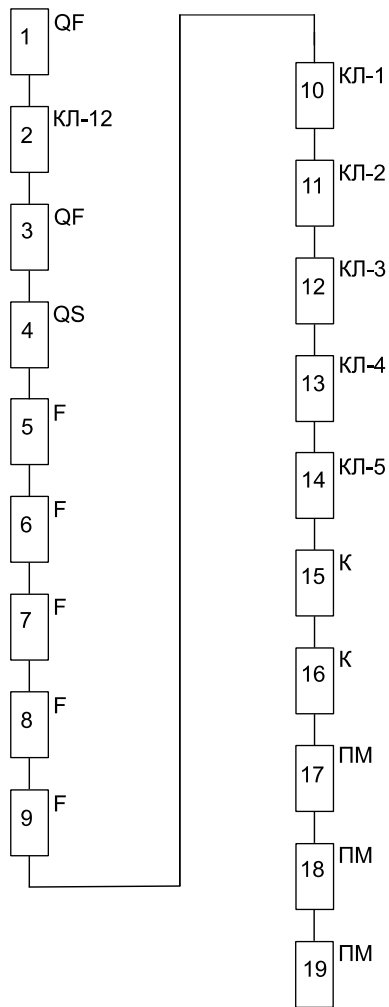 1 QF
2 КЛ-12
3 QF
4 QS
5 F
6 F
7 F
8 F
9 F
10 КЛ-1
11 КЛ-2
12 КЛ-3
13 КЛ-4
14 КЛ-5
15 К
16 К
17 ПМ
18 ПМ
19 ПМ